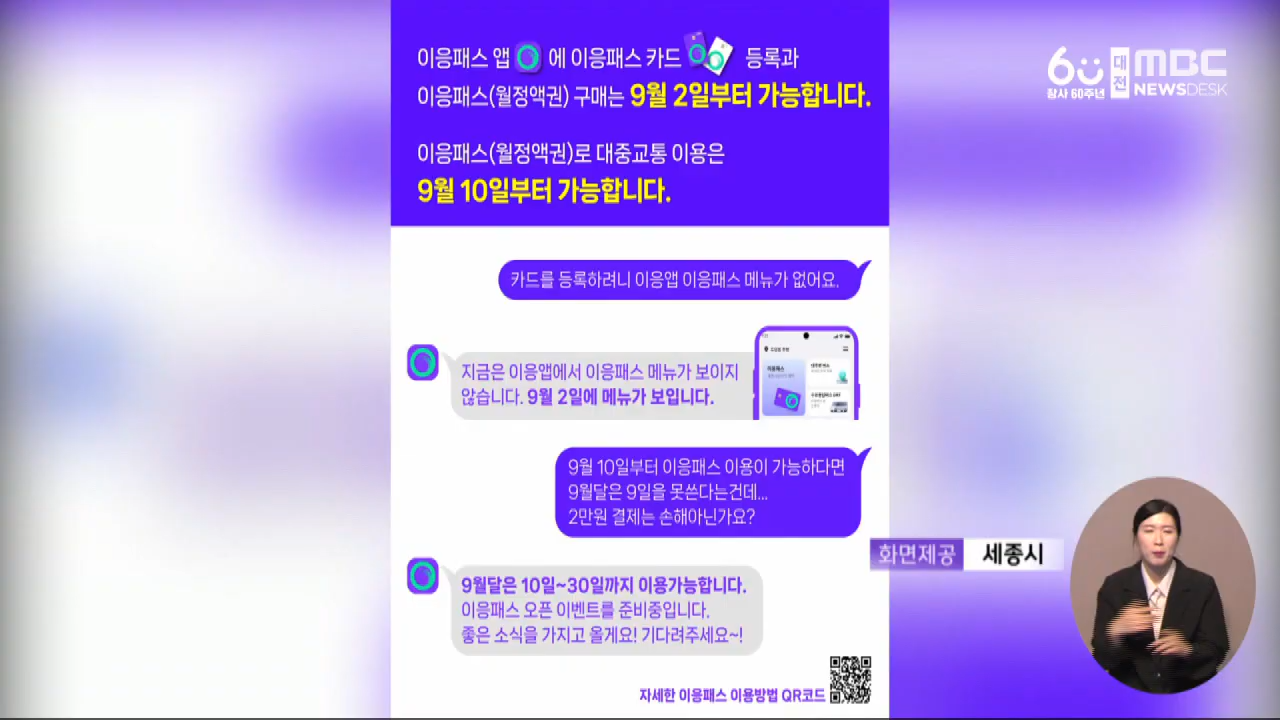 이응패스 앱 에 이응패스 카드 등록과
이응패스(월정액권) 구매는 9월 2일부터 가능합니다.
이응패스(월정액권)로 대중교통 이용은
9월 10일부터 가능합니다.
창사 60주년
대전 MBC NEWSDESK
카드를 등록하려니 이응앱 이응패스 메뉴가 없어요.
지금은 이응앱에서 이응패스 메뉴가 보이지
않습니다. 9월 2일에 메뉴가 보입니다.
이응패스
9월 10일부터 이응패스 이용이 가능하다면
9월달은 9일을 못쓴다는건데...
2만원 결제는 손해아닌가요?
화면제공 세종시
9월달은 10일~30일까지 이용가능합니다.
이응패스 오픈 이벤트를 준비중입니다.
좋은 소식을 가지고 올게요! 기다려주세요~!
자세한 이응패스 이용방법 QR코드